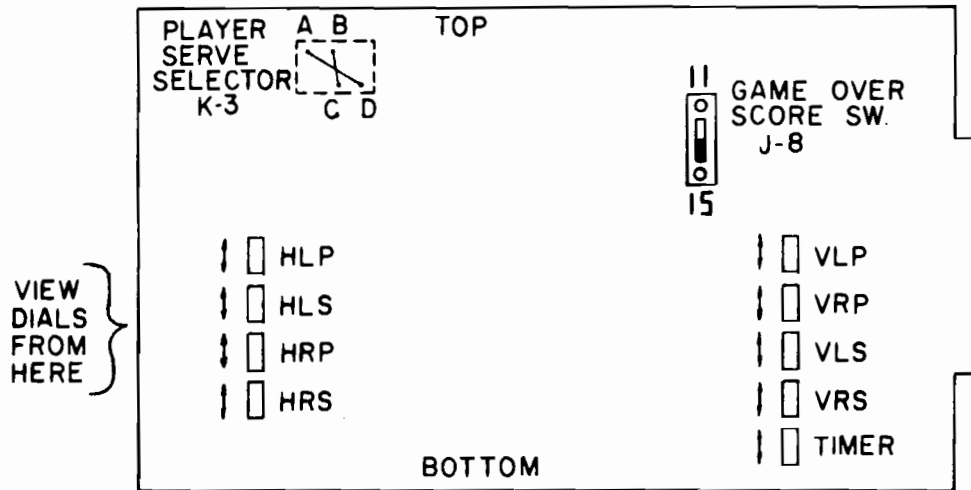 PLAYER
SERVE
SELECTOR
K-3
A B
C D
TOP
11
GAME OVER
SCORE SW.
J-8
15
VIEW
DIALS
FROM
HERE
HLP
HLS
HRP
HRS
VLP
VRP
VLS
VRS
TIMER
BOTTOM